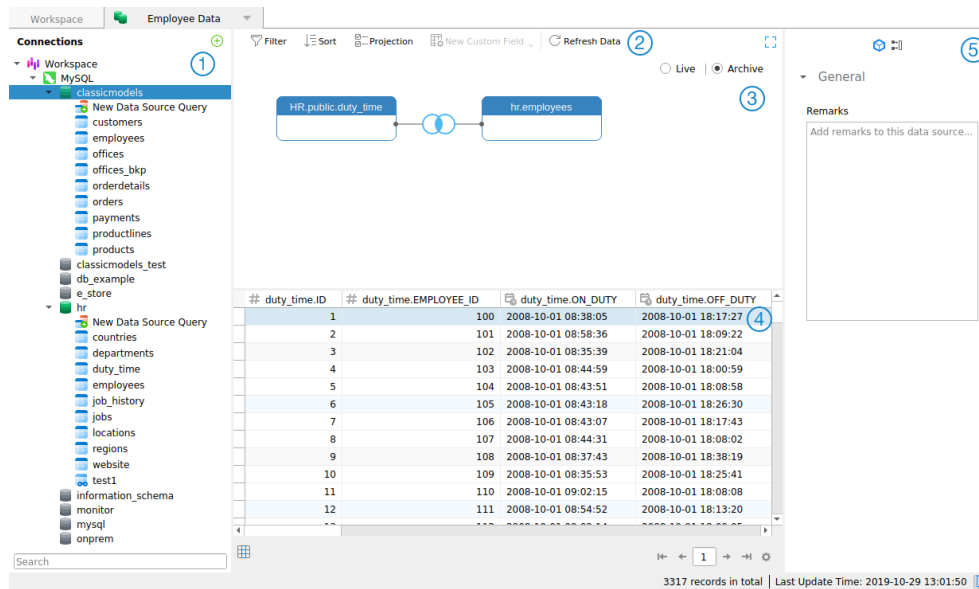 Workspace
Employee Data
Connections
1
Workspace
MySQL
classicmodels
New Data Source Query
customers
employees
offices
offices_bkp
orderdetails
orders
payments
productlines
products
classicmodels_test
db_example
e_store
hr
New Data Source Query
countries
departments
duty_time
employees
job_history
jobs
locations
regions
website
test1
information_schema
monitor
mysql
onprem
Search
Filter Sort Projection New Custom Field Refresh Data 2
Live Archive
3
HR.public.duty_time hr.employees
# duty_time.ID # duty_time.EMPLOYEE_ID duty_time.ON_DUTY duty_time.OFF_DUTY
1 100 2008-10-01 08:38:05 2008-10-01 18:17:27 4
2 101 2008-10-01 08:58:36 2008-10-01 18:09:22
3 102 2008-10-01 08:35:39 2008-10-01 18:21:04
4 103 2008-10-01 08:44:59 2008-10-01 18:00:59
5 104 2008-10-01 08:43:51 2008-10-01 18:08:58
6 105 2008-10-01 08:43:18 2008-10-01 18:26:30
7 106 2008-10-01 08:43:07 2008-10-01 18:17:43
8 107 2008-10-01 08:44:31 2008-10-01 18:08:02
9 108 2008-10-01 08:37:43 2008-10-01 18:38:19
10 109 2008-10-01 08:35:53 2008-10-01 18:25:41
11 110 2008-10-01 09:02:15 2008-10-01 18:08:08
12 111 2008-10-01 08:54:52 2008-10-01 18:13:20
1
5
General
Remarks
Add remarks to this data source...
3317 records in total Last Update Time: 2019-10-29 13:01:50